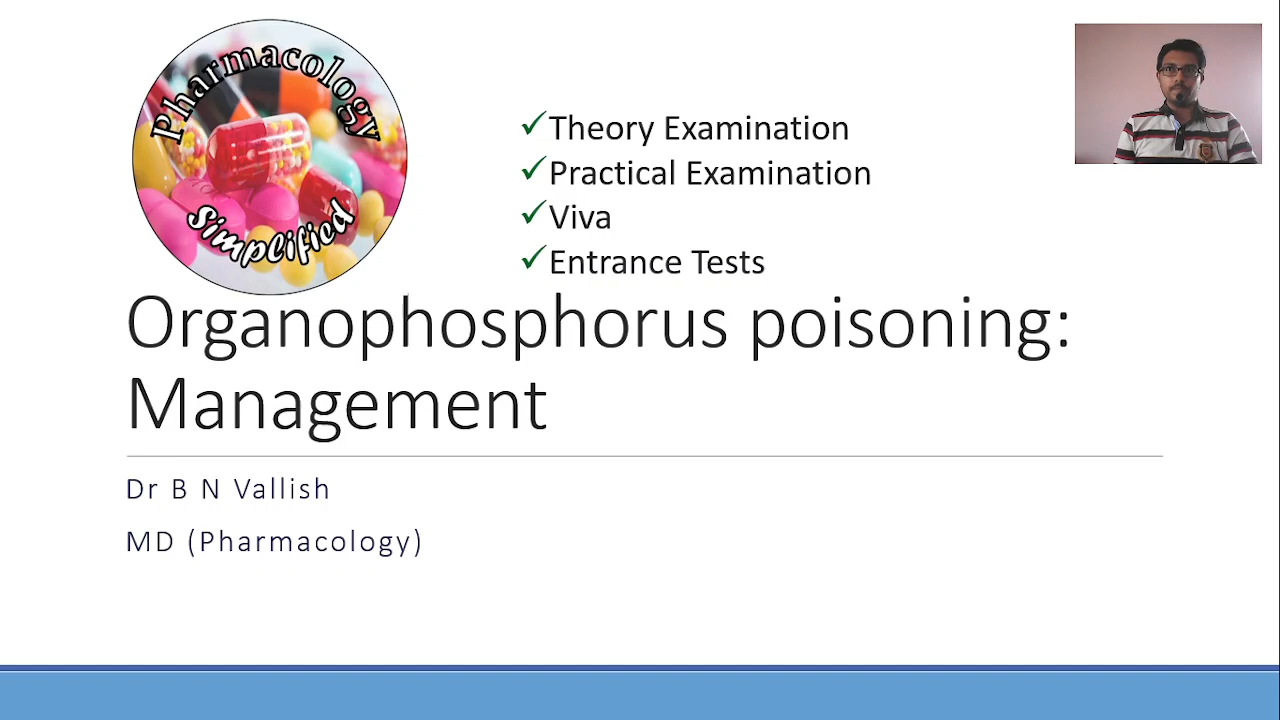 Pharmacology
Simplified
✓Theory Examination
✓Practical Examination
✓Viva
✓Entrance Tests
Organophosphorus poisoning:
Management
Dr B N Vallish
MD (Pharmacology)